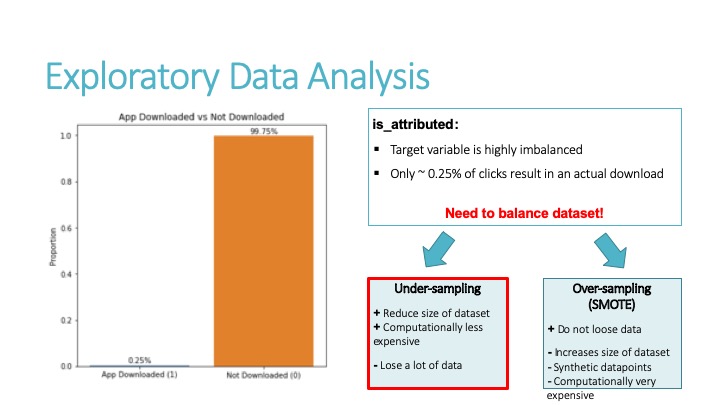 Exploratory Data Analysis
App Downloaded vs Not Downloaded
99.75%
1.0
0.8
0.6
0.4
0.2
0.0
Proportion
0.25%
App Downloaded (1)
Not Downloaded (0)
is_attributed:
▪ Target variable is highly imbalanced
▪ Only ~ 0.25% of clicks result in an actual download
Need to balance dataset!
Under-sampling
+ Reduce size of dataset
+ Computationally less
expensive
- Lose a lot of data
Over-sampling
(SMOTE)
+ Do not loose data
- Increases size of dataset
- Synthetic datapoints
- Computationally very
expensive